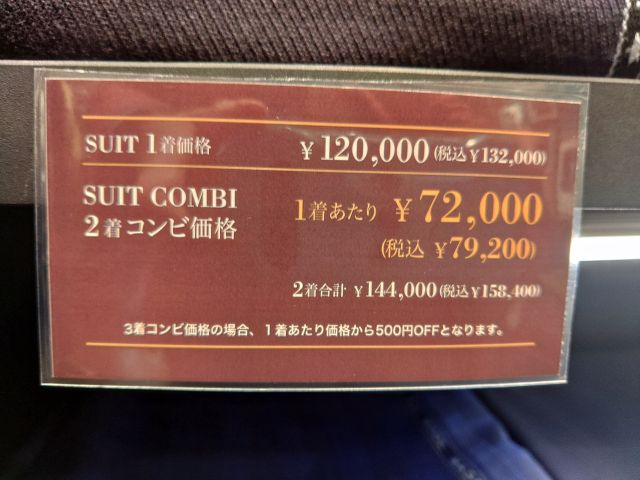 SUIT 1着価格 ¥120,000(税込¥132,000)
SUIT COMBI
2着コンビ価格
1着あたり ¥72,000
(税込 ¥79,200)
2着合計 ¥144,000(税込¥158,400)
3着コンビ価格の場合、1着あたり価格から500円OFFとなります。